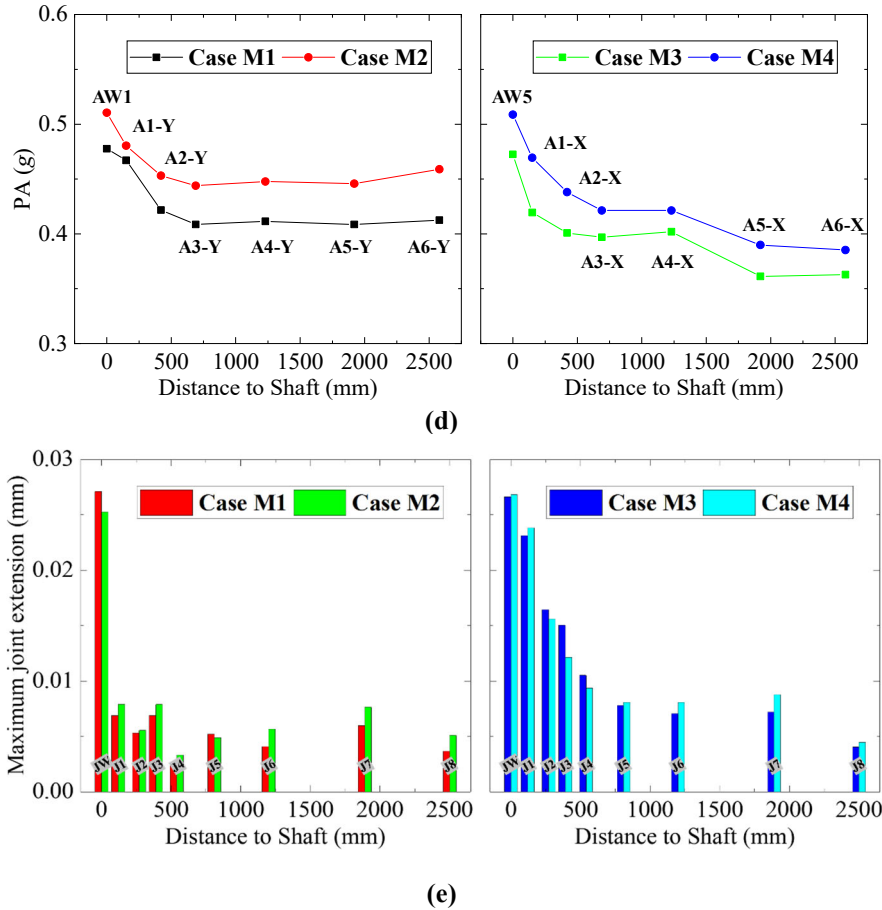 0.6
0.5
0.4
0.3
PA (g)
Case M1 Case M2
AW1
A1-Y
A2-Y
A3-Y A4-Y A5-Y A6-Y
0 500 1000 1500 2000 2500
Distance to Shaft (mm)
Case M3 Case M4
AW5
A1-X
A2-X
A5-X A6-X
A3-X A4-X
0 500 1000 1500 2000 2500
Distance to Shaft (mm)
(d)
0.03
0.02
0.01
0.00
Maximum joint extension (mm)
Case M1 Case M2
JW J1 J2 J3 J4 J5 J6 J7 J8
0 500 1000 1500 2000 2500
Distance to Shaft (mm)
Case M3 Case M4
JW J1 J2 J3 J4 J5 J6 J7 J8
0 500 1000 1500 2000 2500
Distance to Shaft (mm)
(e)